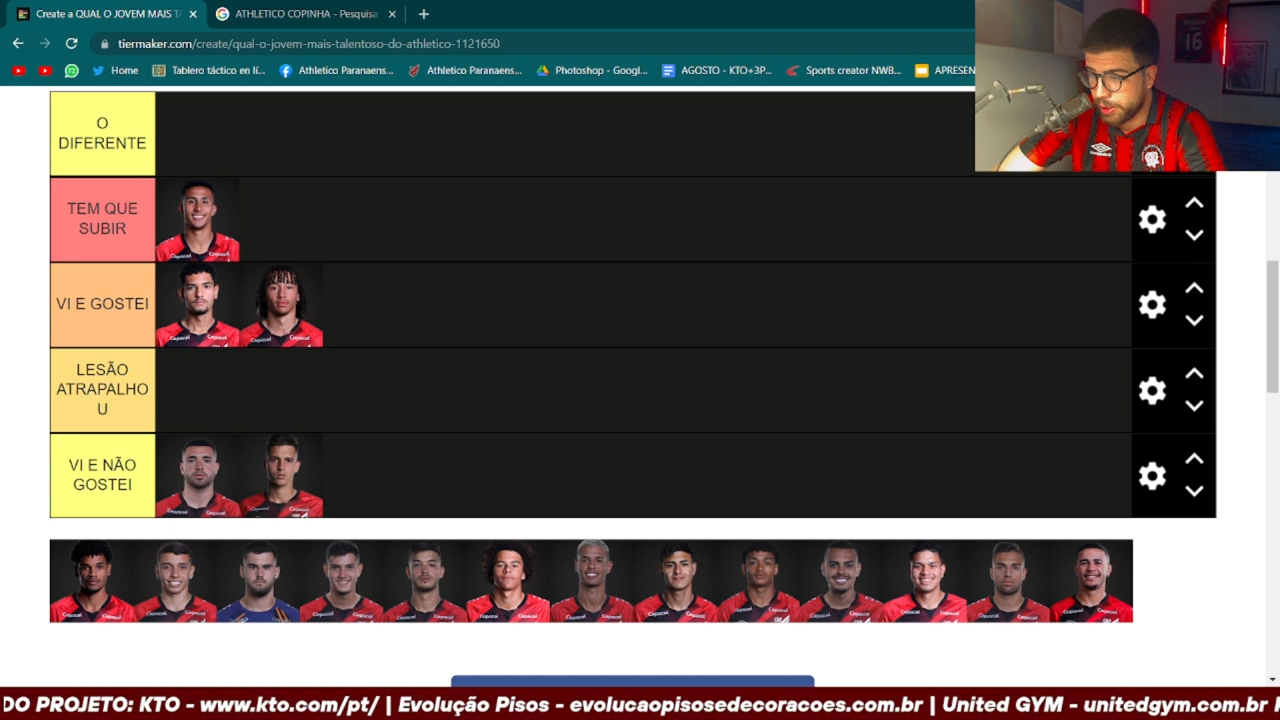 Create a QUAL O JOVEM MAIS T
ATHLETICO COPINHA - Pesquisa
tiermaker.com/create/qual-o-jovem-mais-talentoso-do-athletico-1121650
Home
Tablero táctico en lí...
Athletico Paranaens...
Athletico Paranaens...
Photoshop - Googl...
AGOSTO - KTO+3P...
Sports creator NWB...
APRESEN
16
O
DIFERENTE
TEM QUE
SUBIR
VI E GOSTEI
LESÃO
ATRAPALHO
U
VI E NÃO
GOSTEI
DO PROJETO: KTO - www.kto.com/pt/ | Evolução Pisos - evolucaopisosedecoracoes.com.br | United GYM - unitedgym.com.br